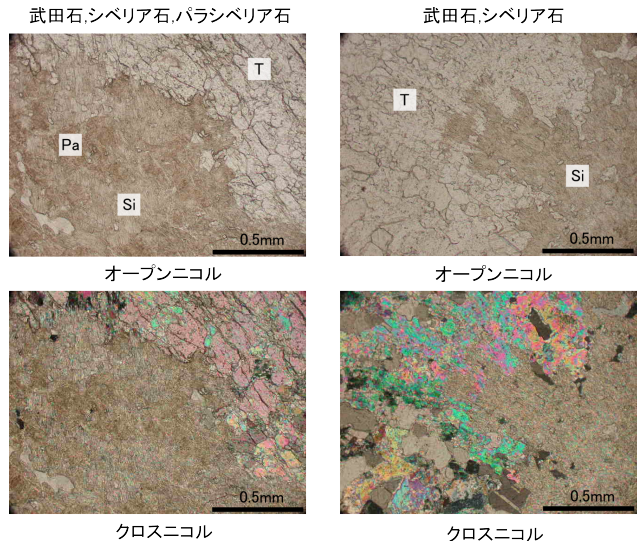 武田石,シベリア石,パラシベリア石
武田石,シベリア石
T
Pa
Si
0.5mm
オープンニコル
T
Si
0.5mm
オープンニコル
0.5mm
クロスニコル
0.5mm
クロスニコル